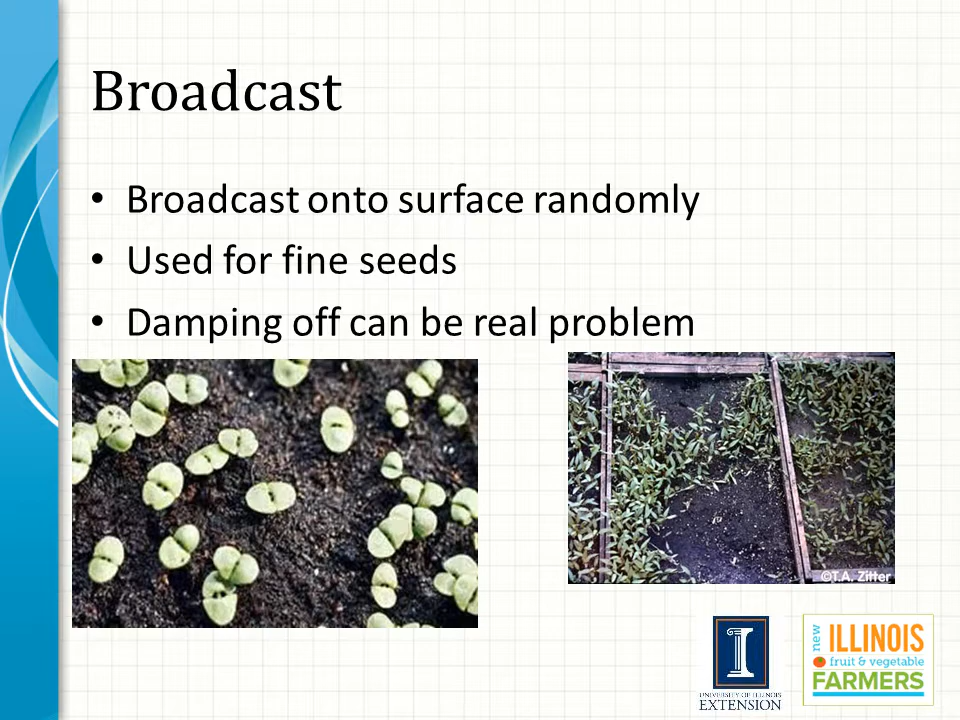 Broadcast
• Broadcast onto surface randomly
• Used for fine seeds
• Damping off can be real problem
©T.A. Zitter
I
UNIVERSITY OF ILLINOIS
EXTENSION
new
ILLINOIS
fruit & vegetable
FARMERS